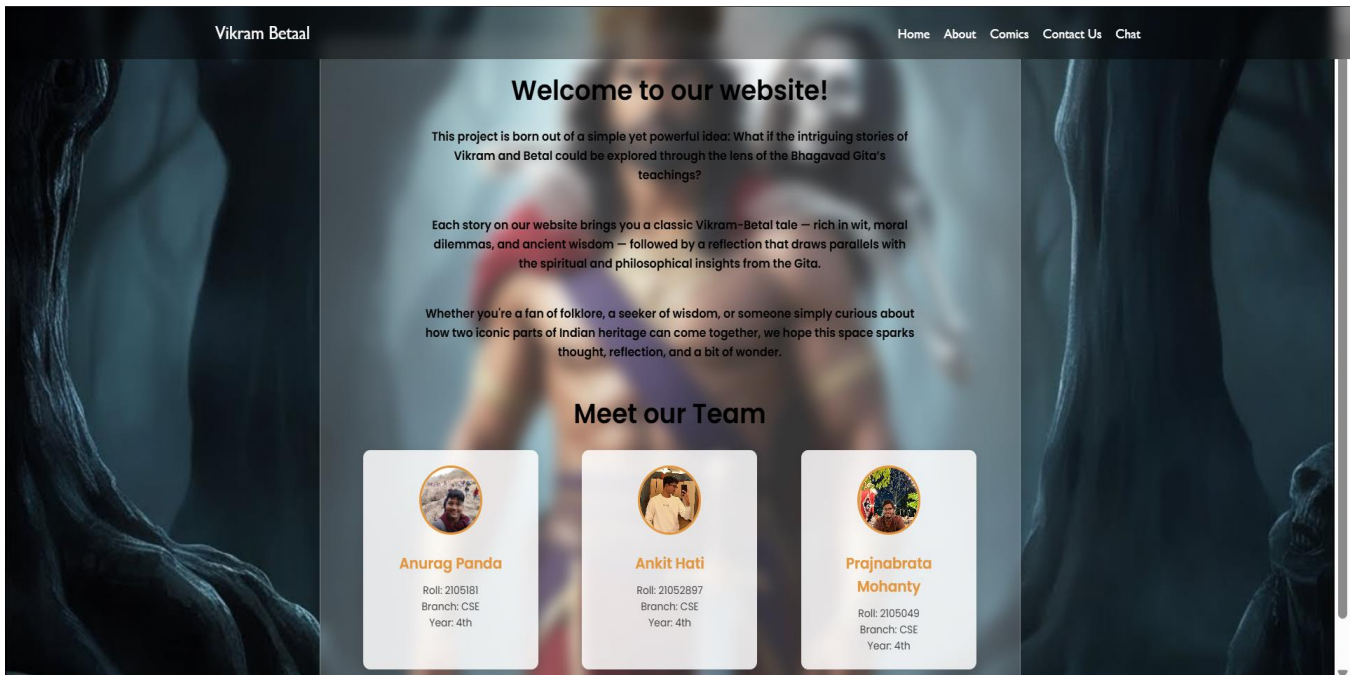 Vikram Betaal
Home About Comics Contact Us Chat
Welcome to our website!
This project is born out of a simple yet powerful idea: What if the intriguing stories of
Vikram and Betal could be explored through the lens of the Bhagavad Gita's
teachings?
Each story on our website brings you a classic Vikram-Betal tale — rich in wit, moral
dilemmas, and ancient wisdom — followed by a reflection that draws parallels with
the spiritual and philosophical insights from the Gita.
Whether you're a fan of folklore, a seeker of wisdom, or someone simply curious about
how two iconic parts of Indian heritage can come together, we hope this space sparks
thought, reflection, and a bit of wonder.
Meet our Team
Anurag Panda
Roll: 2105181
Branch: CSE
Year: 4th
Ankit Hati
Roll: 21052897
Branch: CSE
Year: 4th
Prajnabrata
Mohanty
Roll: 2105049
Branch: CSE
Year: 4th